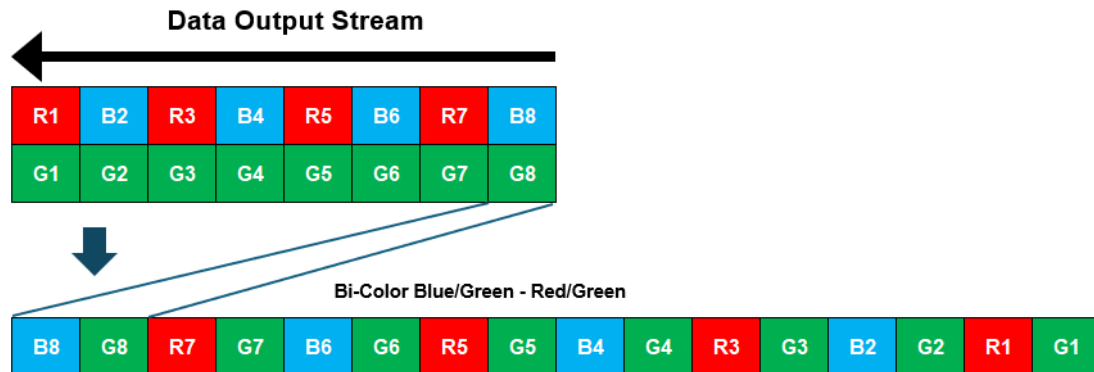 Data Output Stream
R1 B2 R3 B4 R5 B6 R7 B8
G1 G2 G3 G4 G5 G6 G7 G8
Bi-Color Blue/Green - Red/Green
B8 G8 R7 G7 B6 G6 R5 G5 B4 G4 R3 G3 B2 G2 R1 G1